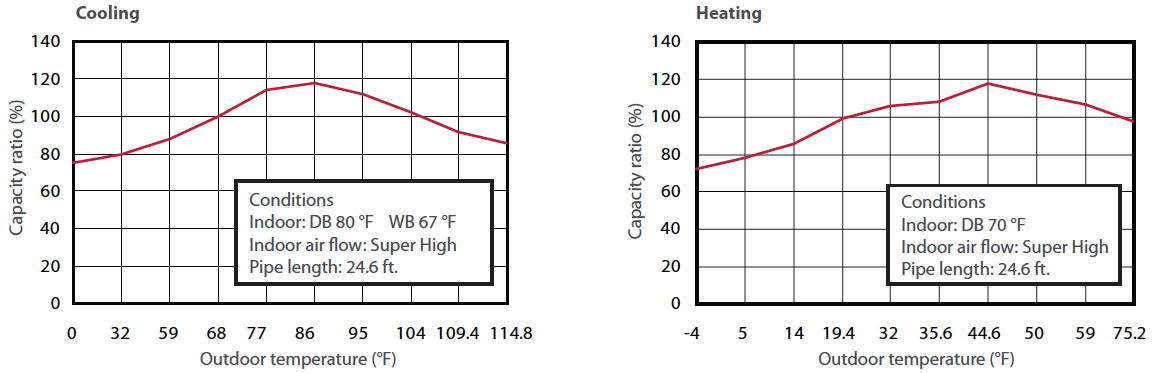 Cooling
140
120
100
80
60
40
20
0
Capacity ratio (%)
Conditions
Indoor: DB 80 °F WB 67 °F
Indoor air flow: Super High
Pipe length: 24.6 ft.
0 32 59 68 77 86 95 104 109.4 114.8
Outdoor temperature (°F)
Heating
140
120
100
80
60
40
20
0
Capacity ratio (%)
Conditions
Indoor: DB 70 °F
Indoor air flow: Super High
Pipe length: 24.6 ft.
-4 5 14 19.4 32 35.6 44.6 50 59 75.2
Outdoor temperature (°F)